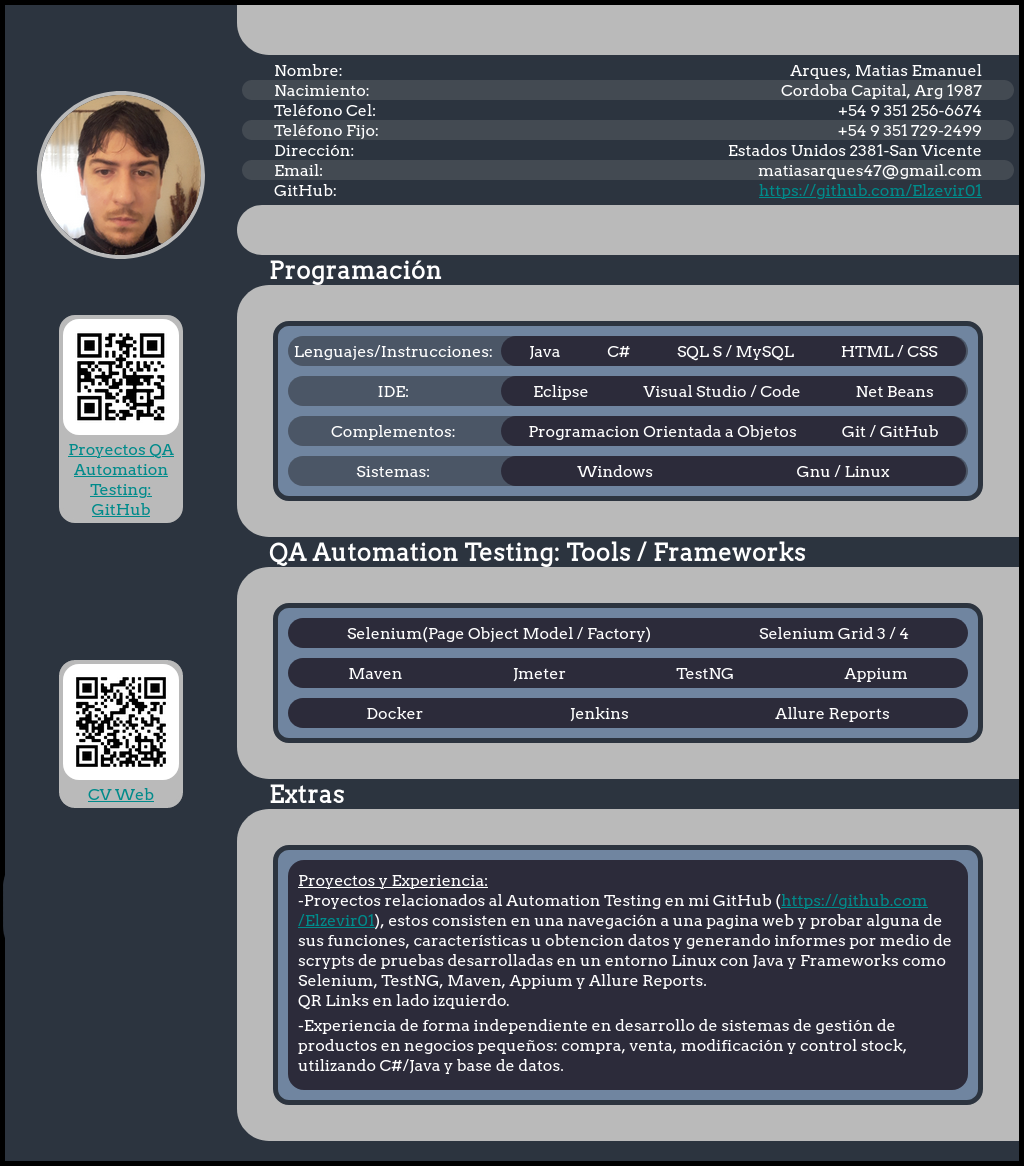 Nombre: Arques, Matias Emanuel
Nacimiento: Cordoba Capital, Arg 1987
Teléfono Cel: +54 9 351 256-6674
Teléfono Fijo: +54 9 351 729-2499
Dirección: Estados Unidos 2381-San Vicente
Email: matiasarques47@gmail.com
GitHub: https://github.com/Elzevir01
Proyectos QA
Automation
Testing:
GitHub
CV Web
Programación
Lenguajes/Instrucciones: Java C# SQL S / MySQL HTML / CSS
IDE: Eclipse Visual Studio / Code Net Beans
Complementos: Programacion Orientada a Objetos Git / GitHub
Sistemas: Windows Gnu / Linux
QA Automation Testing: Tools / Frameworks
Selenium(Page Object Model / Factory) Selenium Grid 3 / 4
Maven Jmeter TestNG Appium
Docker Jenkins Allure Reports
Extras
Proyectos y Experiencia:
-Proyectos relacionados al Automation Testing en mi GitHub (https://github.com
/Elzevir01), estos consisten en una navegación a una pagina web y probar alguna de
sus funciones, características u obtencion datos y generando informes por medio de
scrypts de pruebas desarrolladas en un entorno Linux con Java y Frameworks como
Selenium, TestNG, Maven, Appium y Allure Reports.
QR Links en lado izquierdo.
-Experiencia de forma independiente en desarrollo de sistemas de gestión de
productos en negocios pequeños: compra, venta, modificación y control stock,
utilizando C#/Java y base de datos.